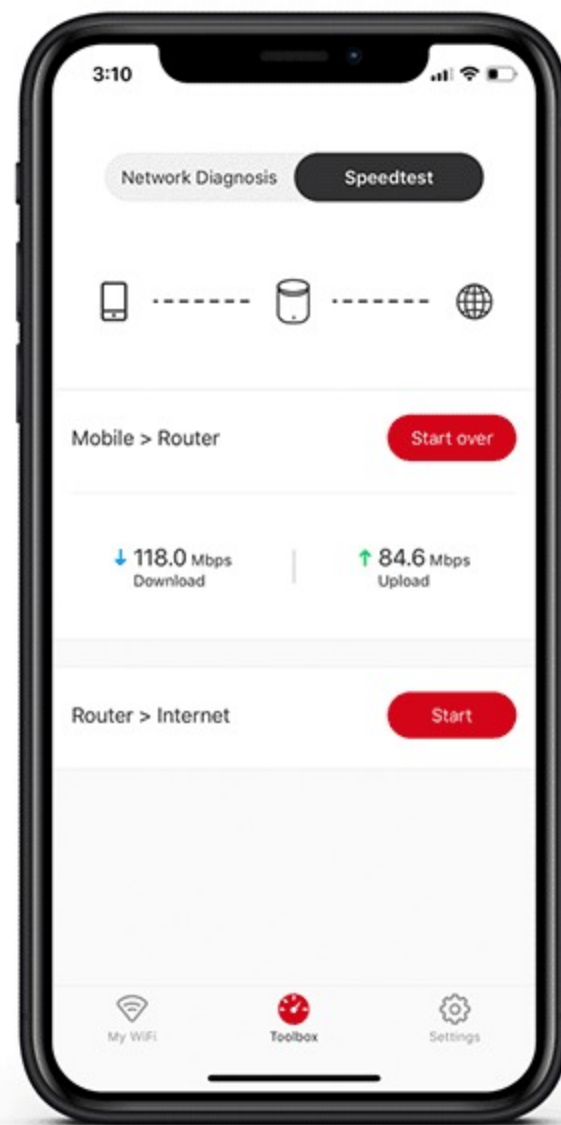 3:10
Network Diagnosis Speedtest
Mobile > Router Start over
↓ 118.0 Mbps ↑ 84.6 Mbps
Download Upload
Router > Internet Start
My WiFi Toolbox Settings